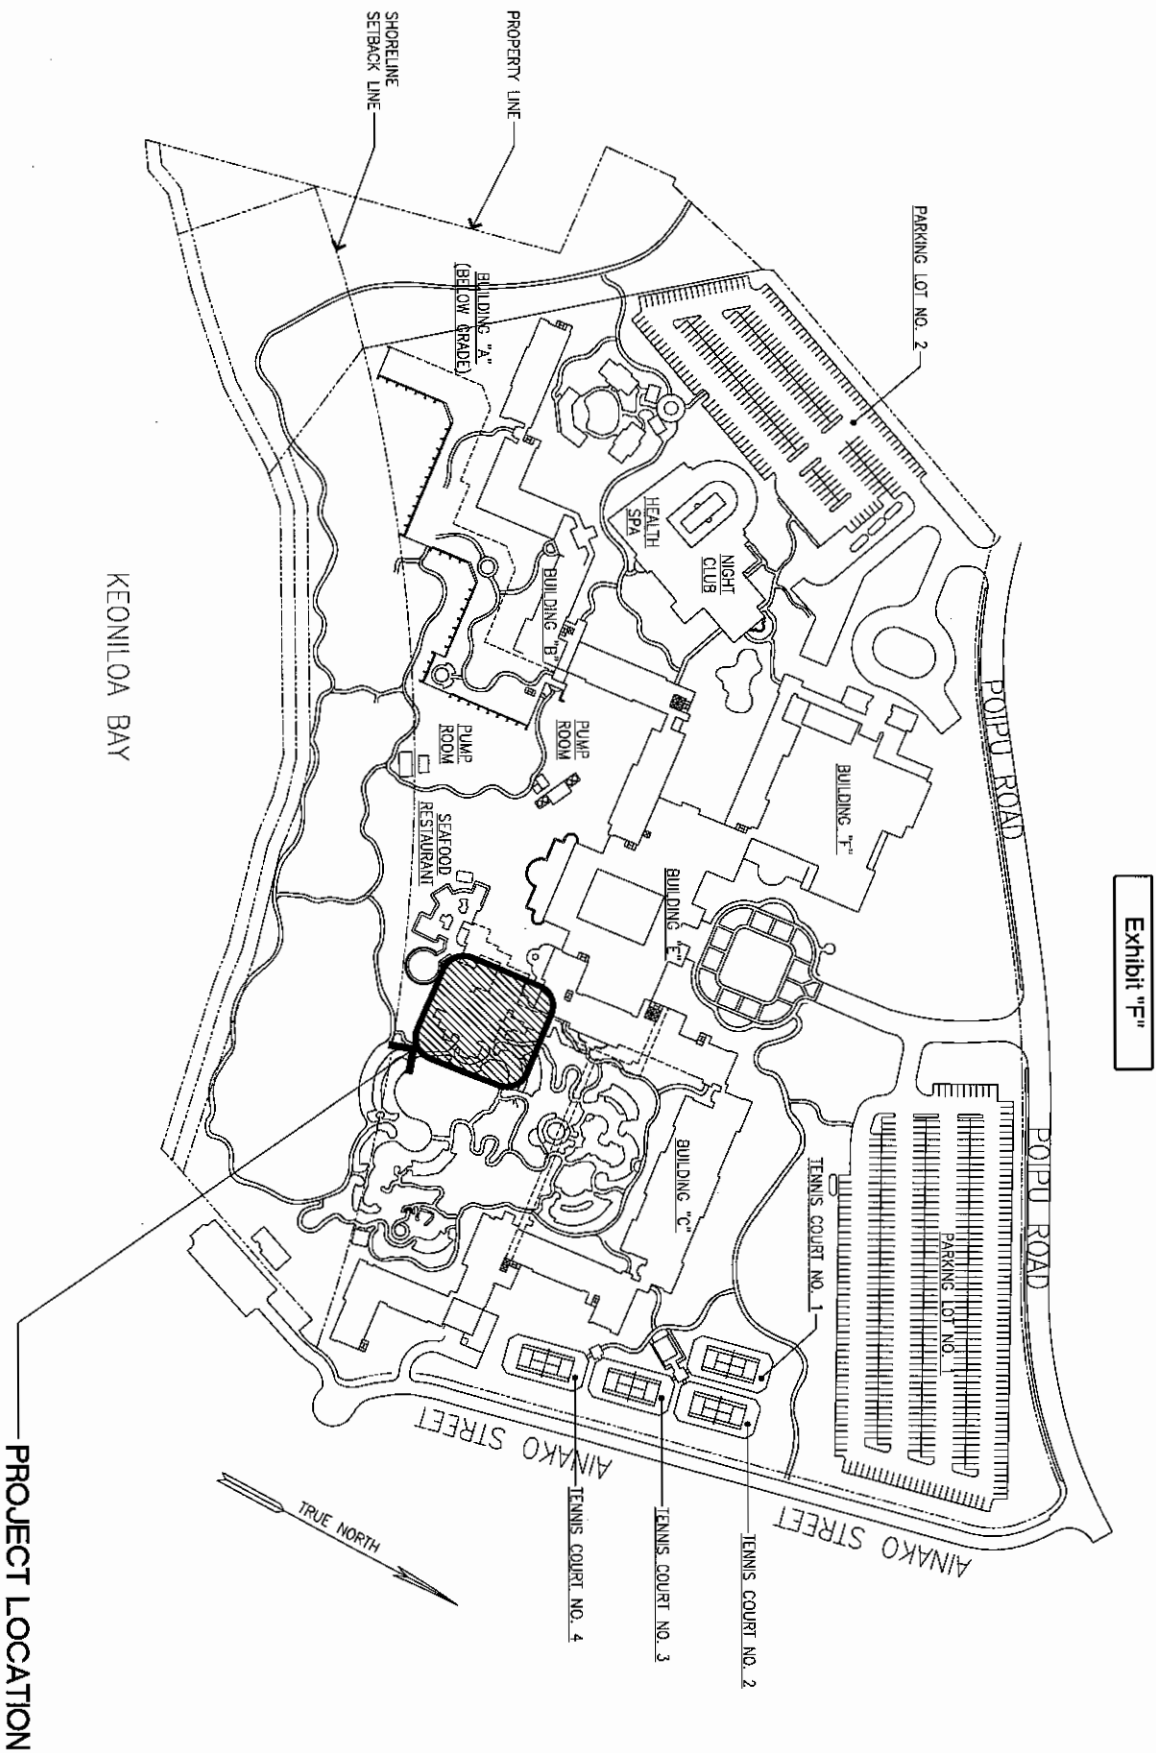 Exhibit "F"
POIPU ROAD
POIPU ROAD
PARKING LOT NO. 2
PARKING LOT NO. 1
PROPERTY LINE
SHORELINE
SETBACK LINE
BUILDING "A"
(BELOW GRADE)
HEALTH
SPA
NIGHT
CLUB
BUILDING "B"
BUILDING "F"
PUMP
ROOM
PUMP
ROOM
SEAFOOD
RESTAURANT
BUILDING "E"
BUILDING "C"
TENNIS COURT NO. 1
TENNIS COURT NO. 2
TENNIS COURT NO. 3
TENNIS COURT NO. 4
AINAKO STREET
AINAKO STREET
KEONILOA BAY
TRUE NORTH
PROJECT LOCATION